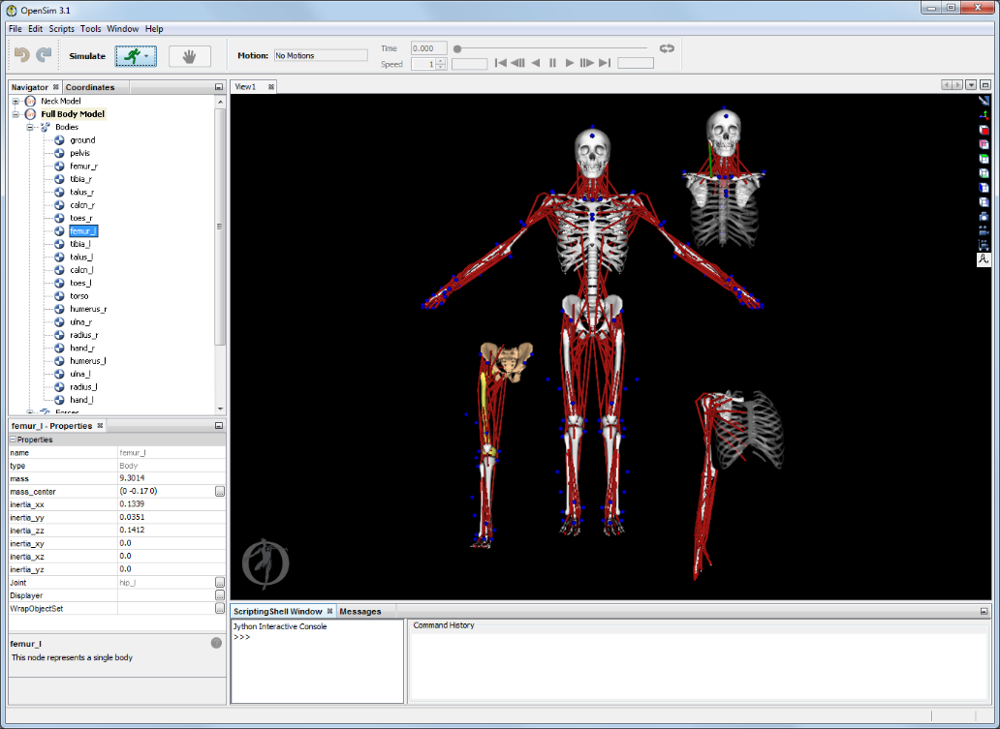 OpenSim 3.1
File Edit Scripts Tools Window Help
Simulate
Motion: No Motions
Time 0.000
Speed 1
Navigator Coordinates
View1
Neck Model
Full Body Model
Bodies
ground
pelvis
femur_r
tibia_r
talus_r
calcn_r
toes_r
femur_l
tibia_l
talus_l
calcn_l
toes_l
torso
humerus_r
ulna_r
radius_r
hand_r
humerus_l
ulna_l
radius_l
hand_l
Forces
femur_l - Properties
Properties
name femur_l
type Body
mass 9.3014
mass_center (0 -0.17 0)
inertia_xx 0.1339
inertia_yy 0.0351
inertia_zz 0.1412
inertia_xy 0.0
inertia_xz 0.0
inertia_yz 0.0
Joint hip_l
Displayer
WrapObjectSet
femur_l
This node represents a single body
ScriptingShell Window Messages
Jython Interactive Console
>>>
Command History